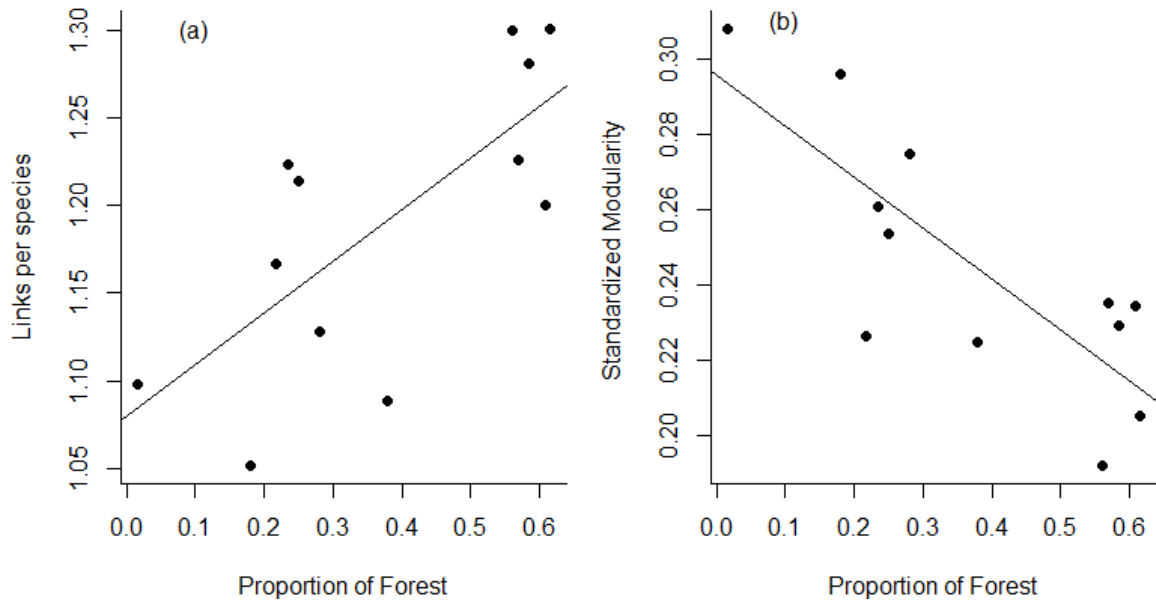 (a)
Links per species
1.30
1.25
1.20
1.15
1.10
1.05
0.0 0.1 0.2 0.3 0.4 0.5 0.6
Proportion of Forest
(b)
Standardized Modularity
0.30
0.28
0.26
0.24
0.22
0.20
0.0 0.1 0.2 0.3 0.4 0.5 0.6
Proportion of Forest